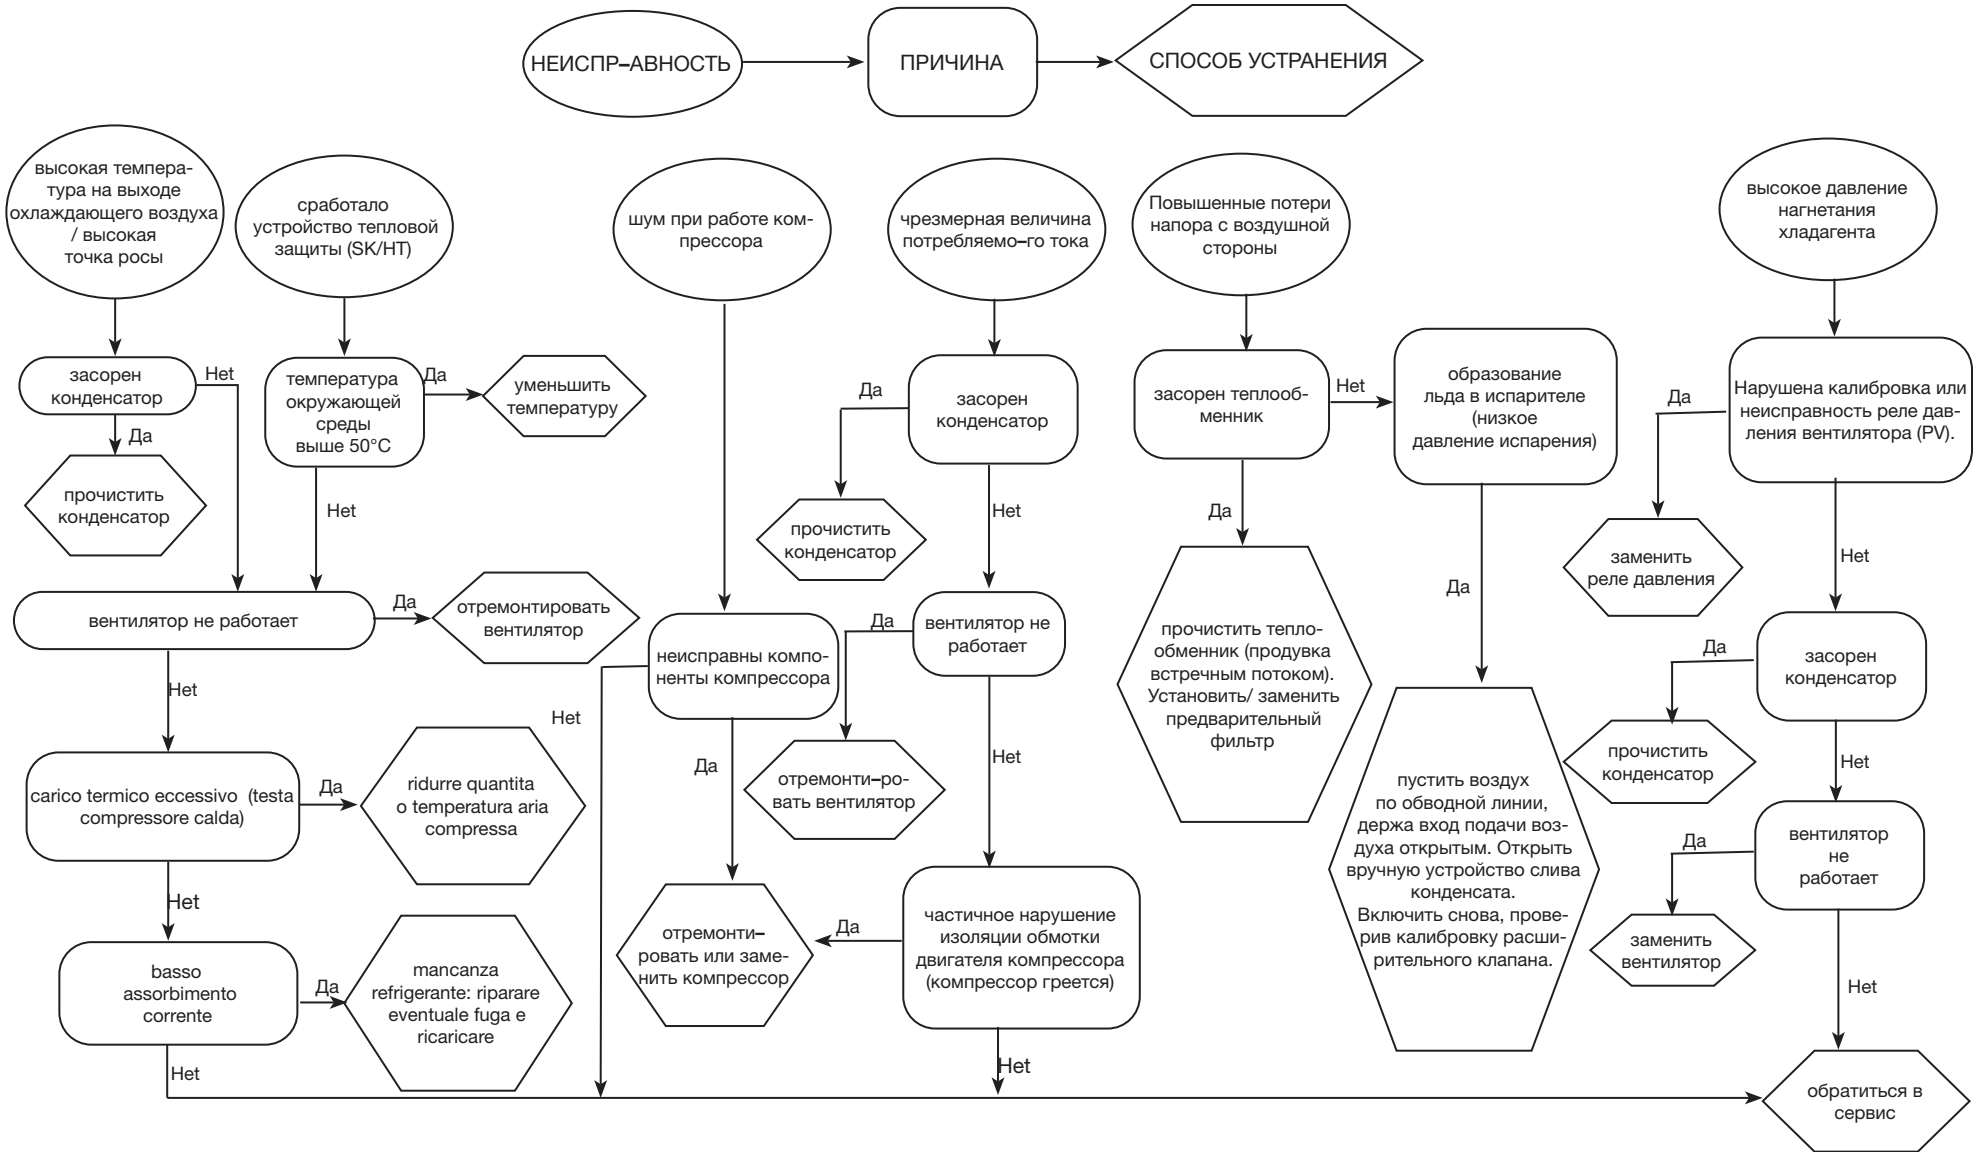 НЕИСПР–АВНОСТЬ
ПРИЧИНА
СПОСОБ УСТРАНЕНИЯ
высокая темпера-
тура на выходе
охлаждающего воздуха
/ высокая
точка росы
сработало
устройство тепловой
защиты (SK/HT)
шум при работе ком-
прессора
чрезмерная величина
потребляемо–го тока
Повышенные потери
напора с воздушной
стороны
высокое давление
нагнетания
хладагента
засорен
конденсатор
Нет
Да
прочистить
конденсатор
температура
окружающей
среды
выше 50°C
Да
уменьшить
температуру
Нет
вентилятор не работает
Да
отремонтировать
вентилятор
Нет
carico termico eccessivo (testa
compressore calda)
Да
ridurre quantita
o temperatura aria
compressa
Нет
basso
assorbimento
corrente
Да
mancanza
refrigerante: riparare
eventuale fuga e
ricaricare
Нет
неисправны компо-
ненты компрессора
Нет
Да
отремонти–
ровать или заме-
нить компрессор
засорен
конденсатор
Да
прочистить
конденсатор
Нет
вентилятор не
работает
Да
отремонти–ро-
вать вентилятор
Нет
частичное нарушение
изоляции обмотки
двигателя компрессора
(компрессор греется)
Да
Нет
засорен теплооб-
менник
Нет
Да
прочистить тепло-
обменник (продувка
встречным потоком).
Установить/ заменить
предварительный
фильтр
образование
льда в испарителе
(низкое
давление испарения)
Да
пустить воздух
по обводной линии,
держа вход подачи воз-
духа открытым. Открыть
вручную устройство слива
конденсата.
Включить снова, прове-
рив калибровку расши-
рительного клапана.
Нарушена калибровка или
неисправность реле дав-
ления вентилятора (PV).
Да
заменить
реле давления
Нет
засорен
конденсатор
Да
прочистить
конденсатор
Нет
вентилятор
не
работает
Да
заменить
вентилятор
Нет
обратиться в
сервис